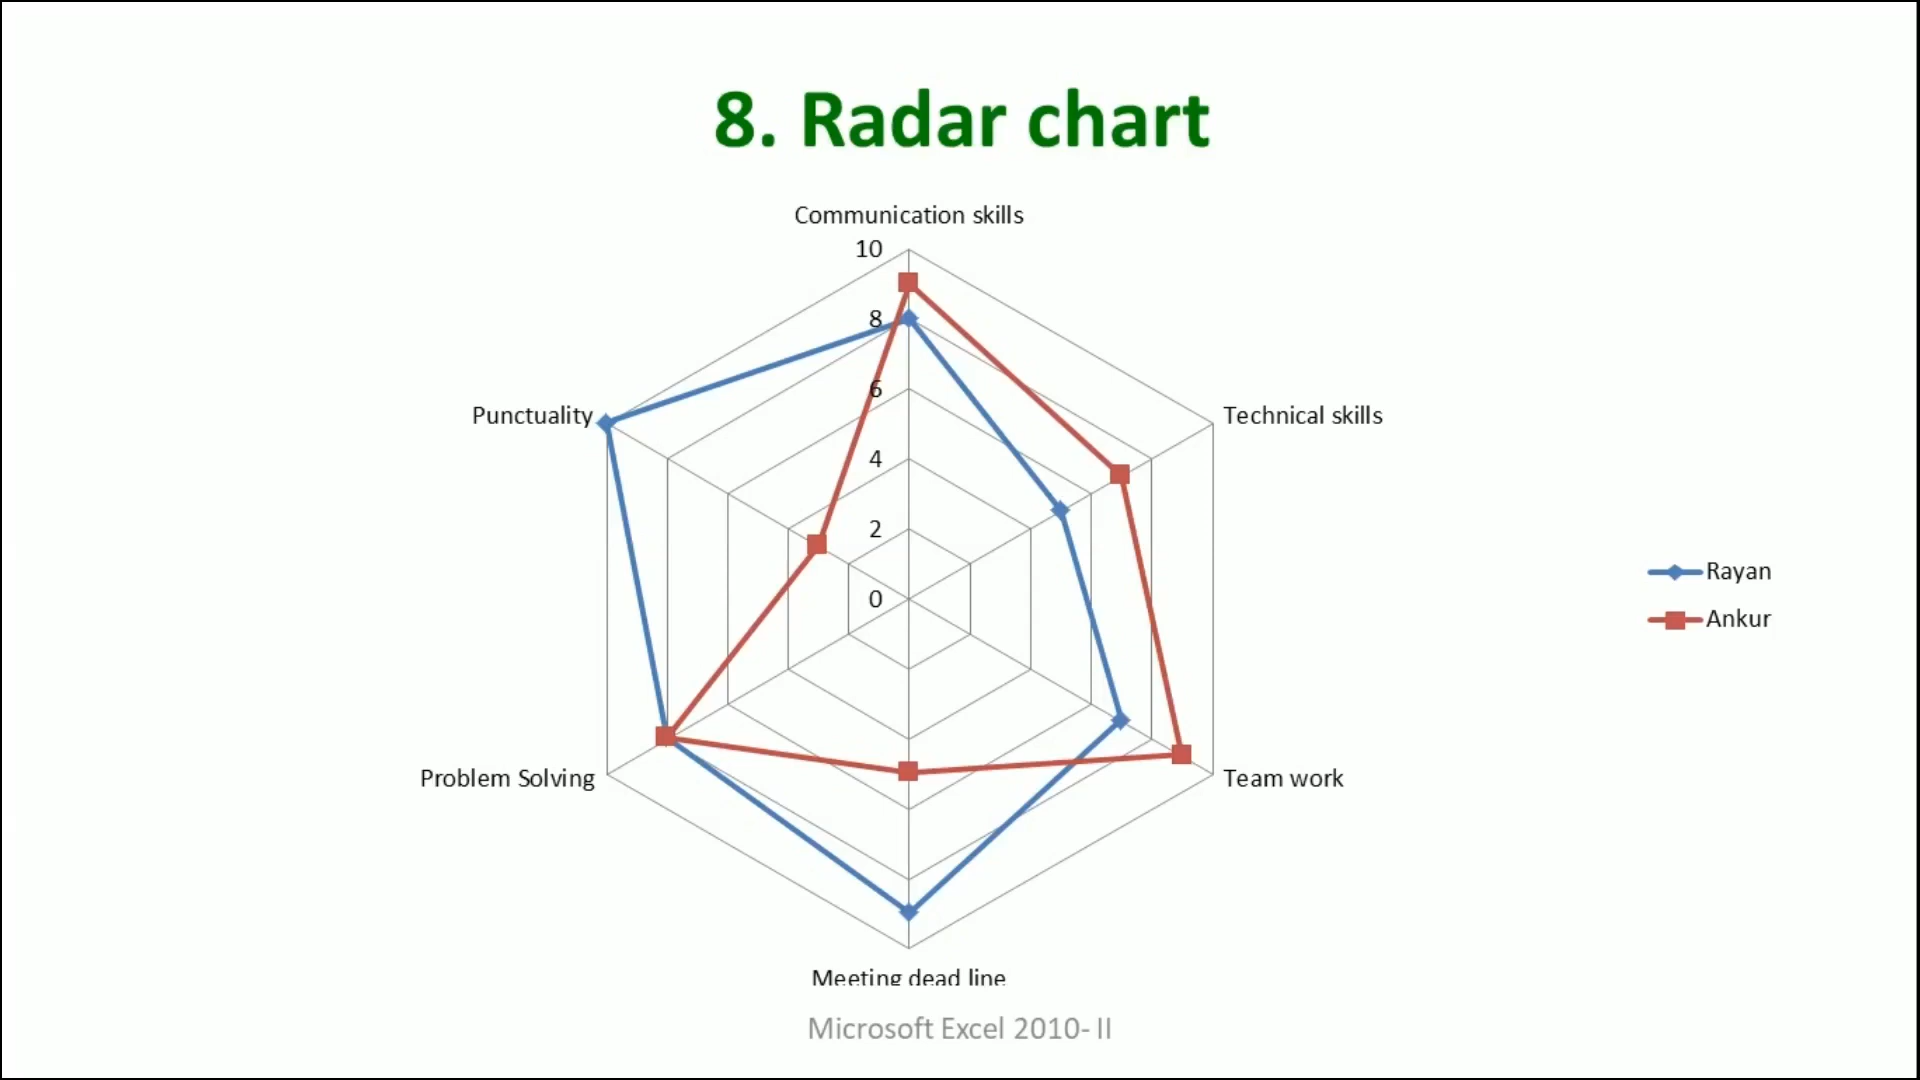 8. Radar chart
Communication skills
10
8
6
4
2
0
Punctuality
Technical skills
Problem Solving
Team work
Meeting dead line
Rayan
Ankur
Microsoft Excel 2010- II